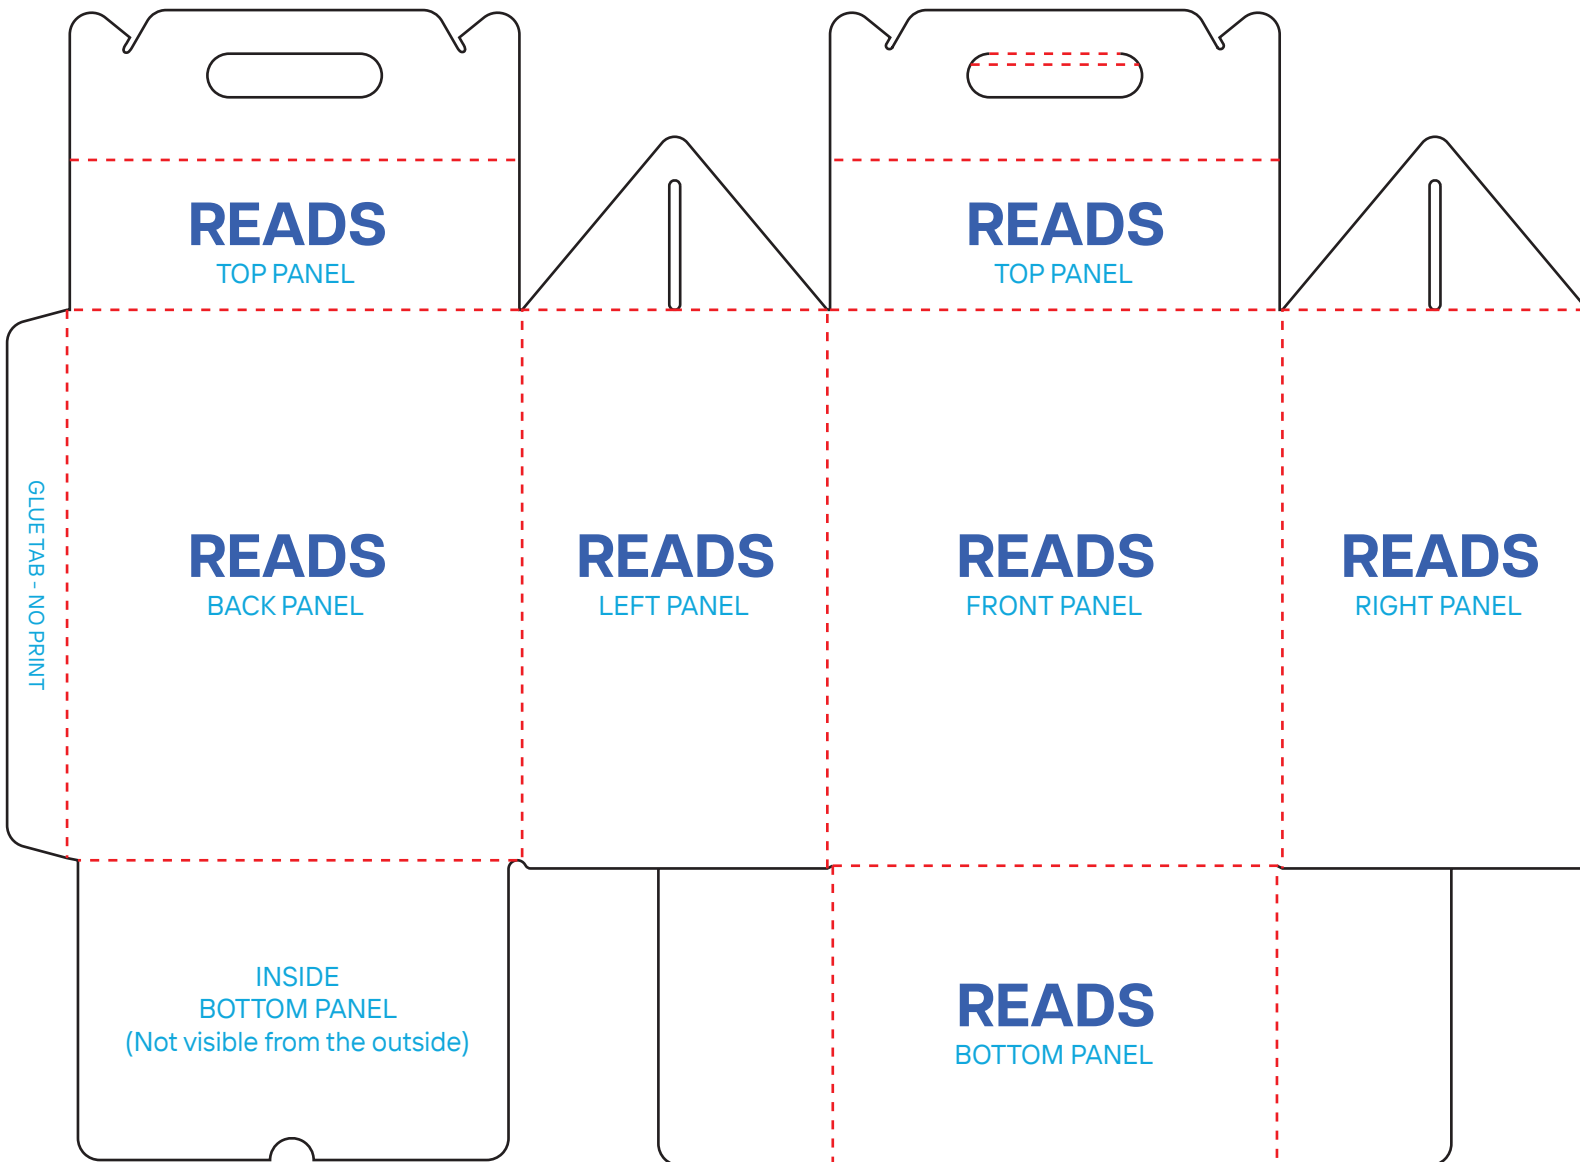 READS
TOP PANEL
READS
TOP PANEL
GLUE TAB - NO PRINT
READS
BACK PANEL
READS
LEFT PANEL
READS
FRONT PANEL
READS
RIGHT PANEL
INSIDE
BOTTOM PANEL
(Not visible from the outside)
READS
BOTTOM PANEL